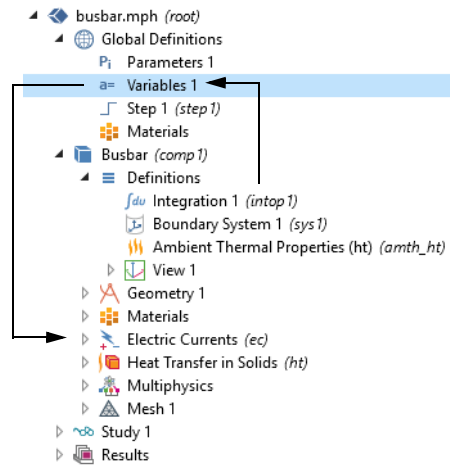 busbar.mph (root)
Global Definitions
Pi Parameters 1
a= Variables 1
Step 1 (step1)
Materials
Busbar (comp1)
Definitions
∫du Integration 1 (intop1)
Boundary System 1 (sys1)
Ambient Thermal Properties (ht) (amth_ht)
View 1
Geometry 1
Materials
Electric Currents (ec)
Heat Transfer in Solids (ht)
Multiphysics
Mesh 1
Study 1
Results